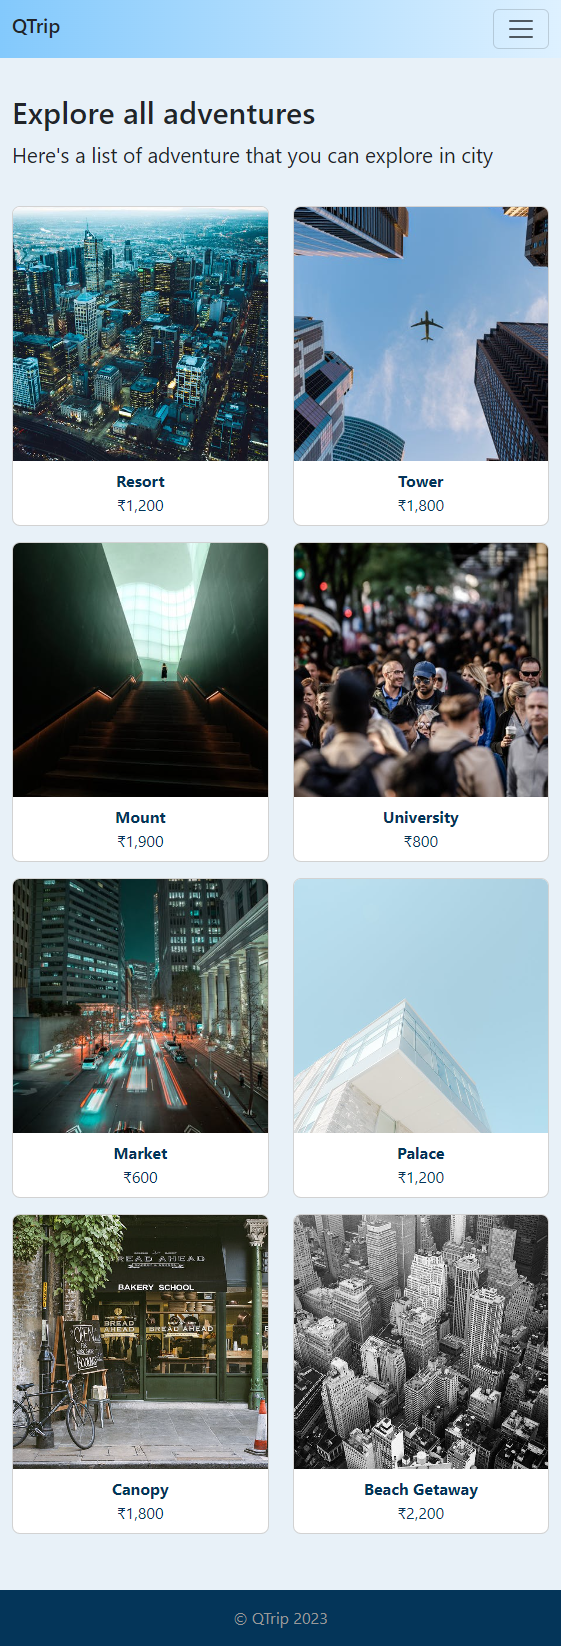 QTrip
Explore all adventures
Here's a list of adventure that you can explore in city
Resort
₹1,200
Tower
₹1,800
Mount
₹1,900
University
₹800
Market
₹600
Palace
₹1,200
BREAD AHEAD
BAKERY SCHOOL
BREAD
AHEAD
BREAD AHEAD
OPEN
Canopy
₹1,800
Beach Getaway
₹2,200
© QTrip 2023